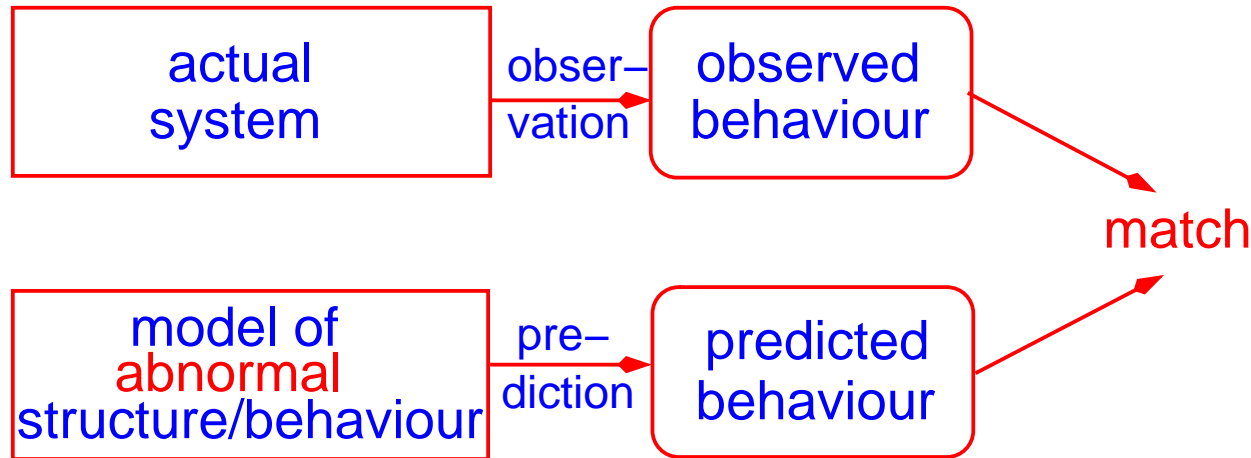 actual
system
obser–
vation
observed
behaviour
match
model of
abnormal
structure/behaviour
pre–
diction
predicted
behaviour